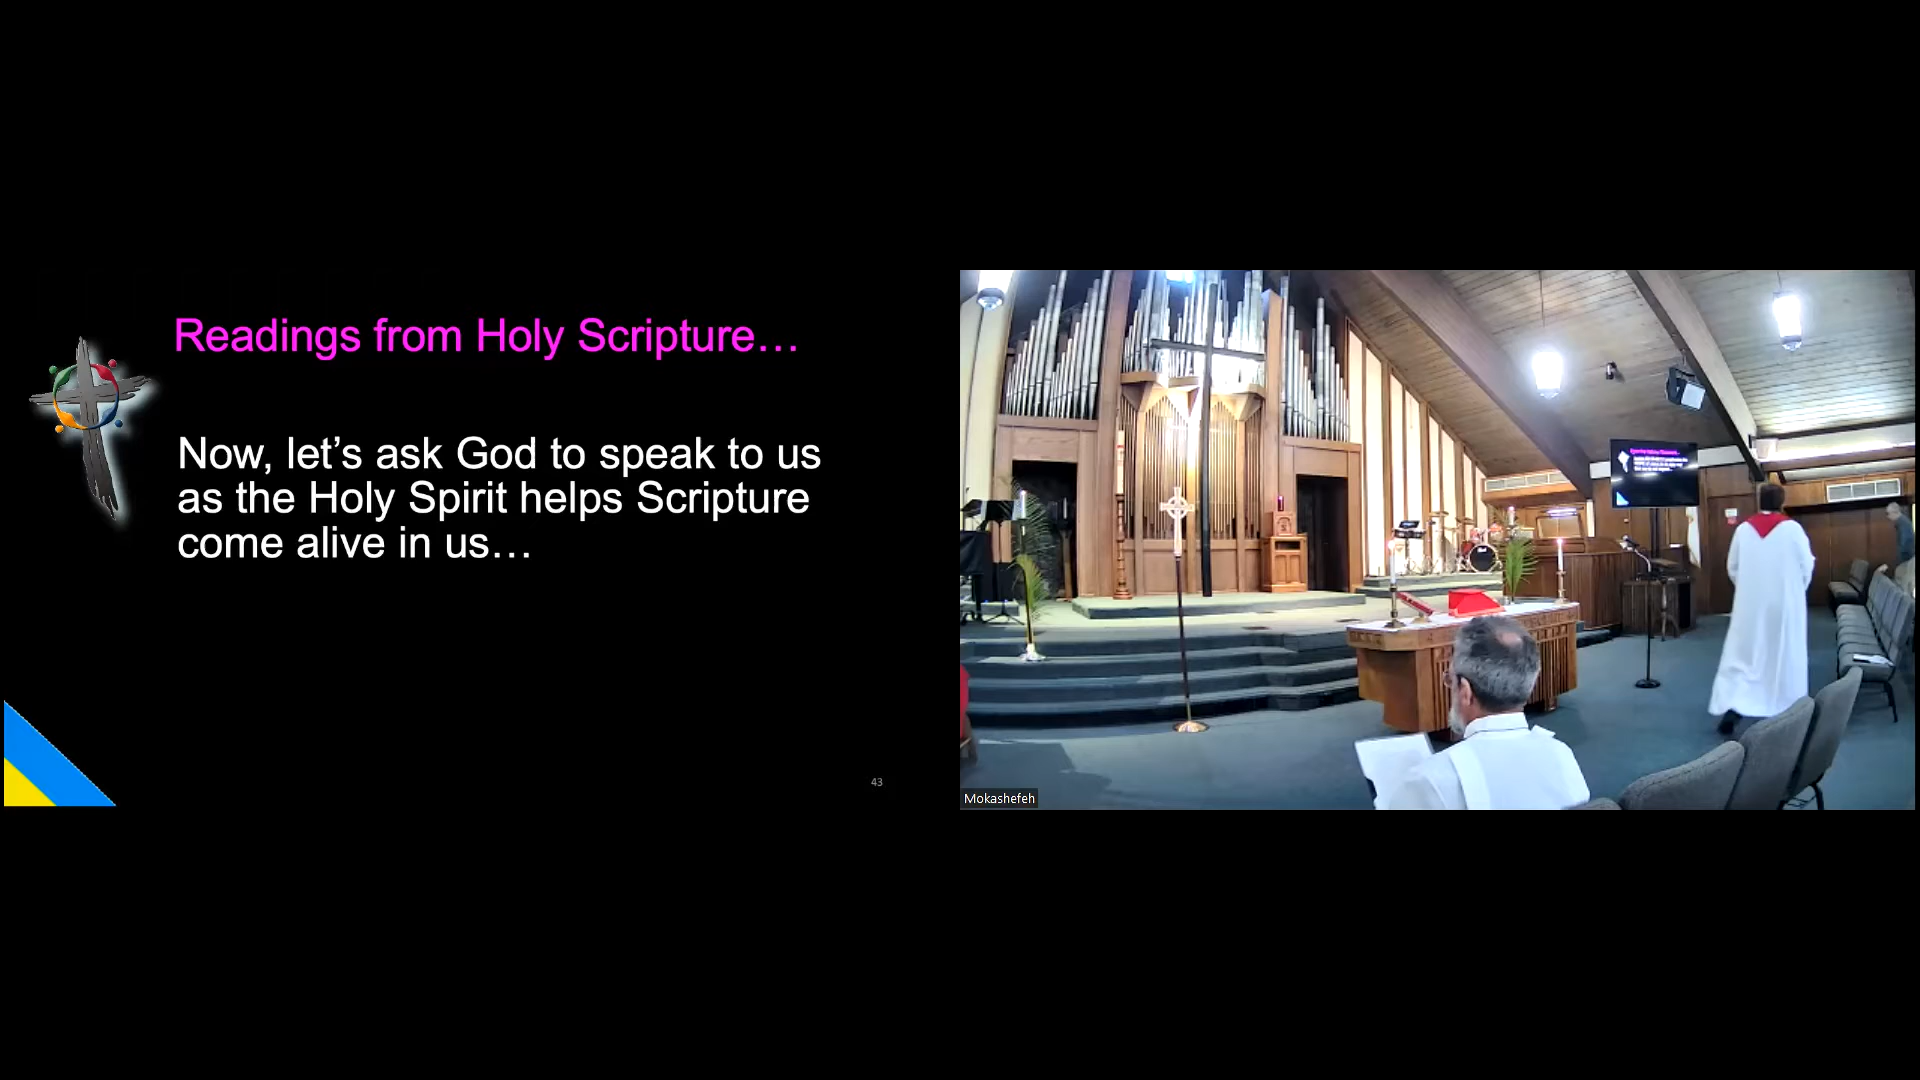 Readings from Holy Scripture…
Now, let’s ask God to speak to us
as the Holy Spirit helps Scripture
come alive in us…
43
Mokashefeh